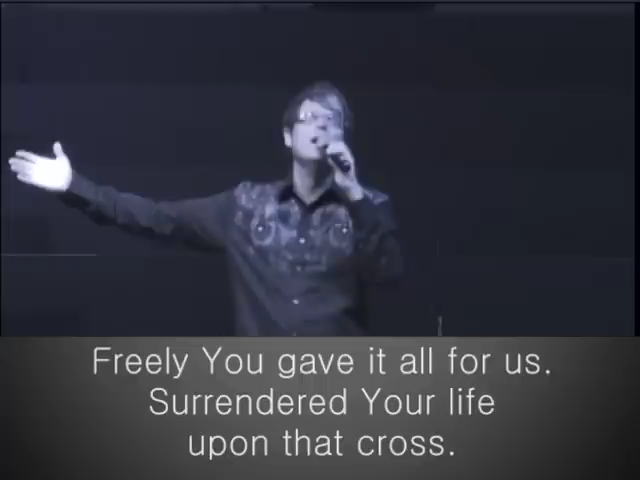 Freely You gave it all for us.
Surrendered Your life
upon that cross.